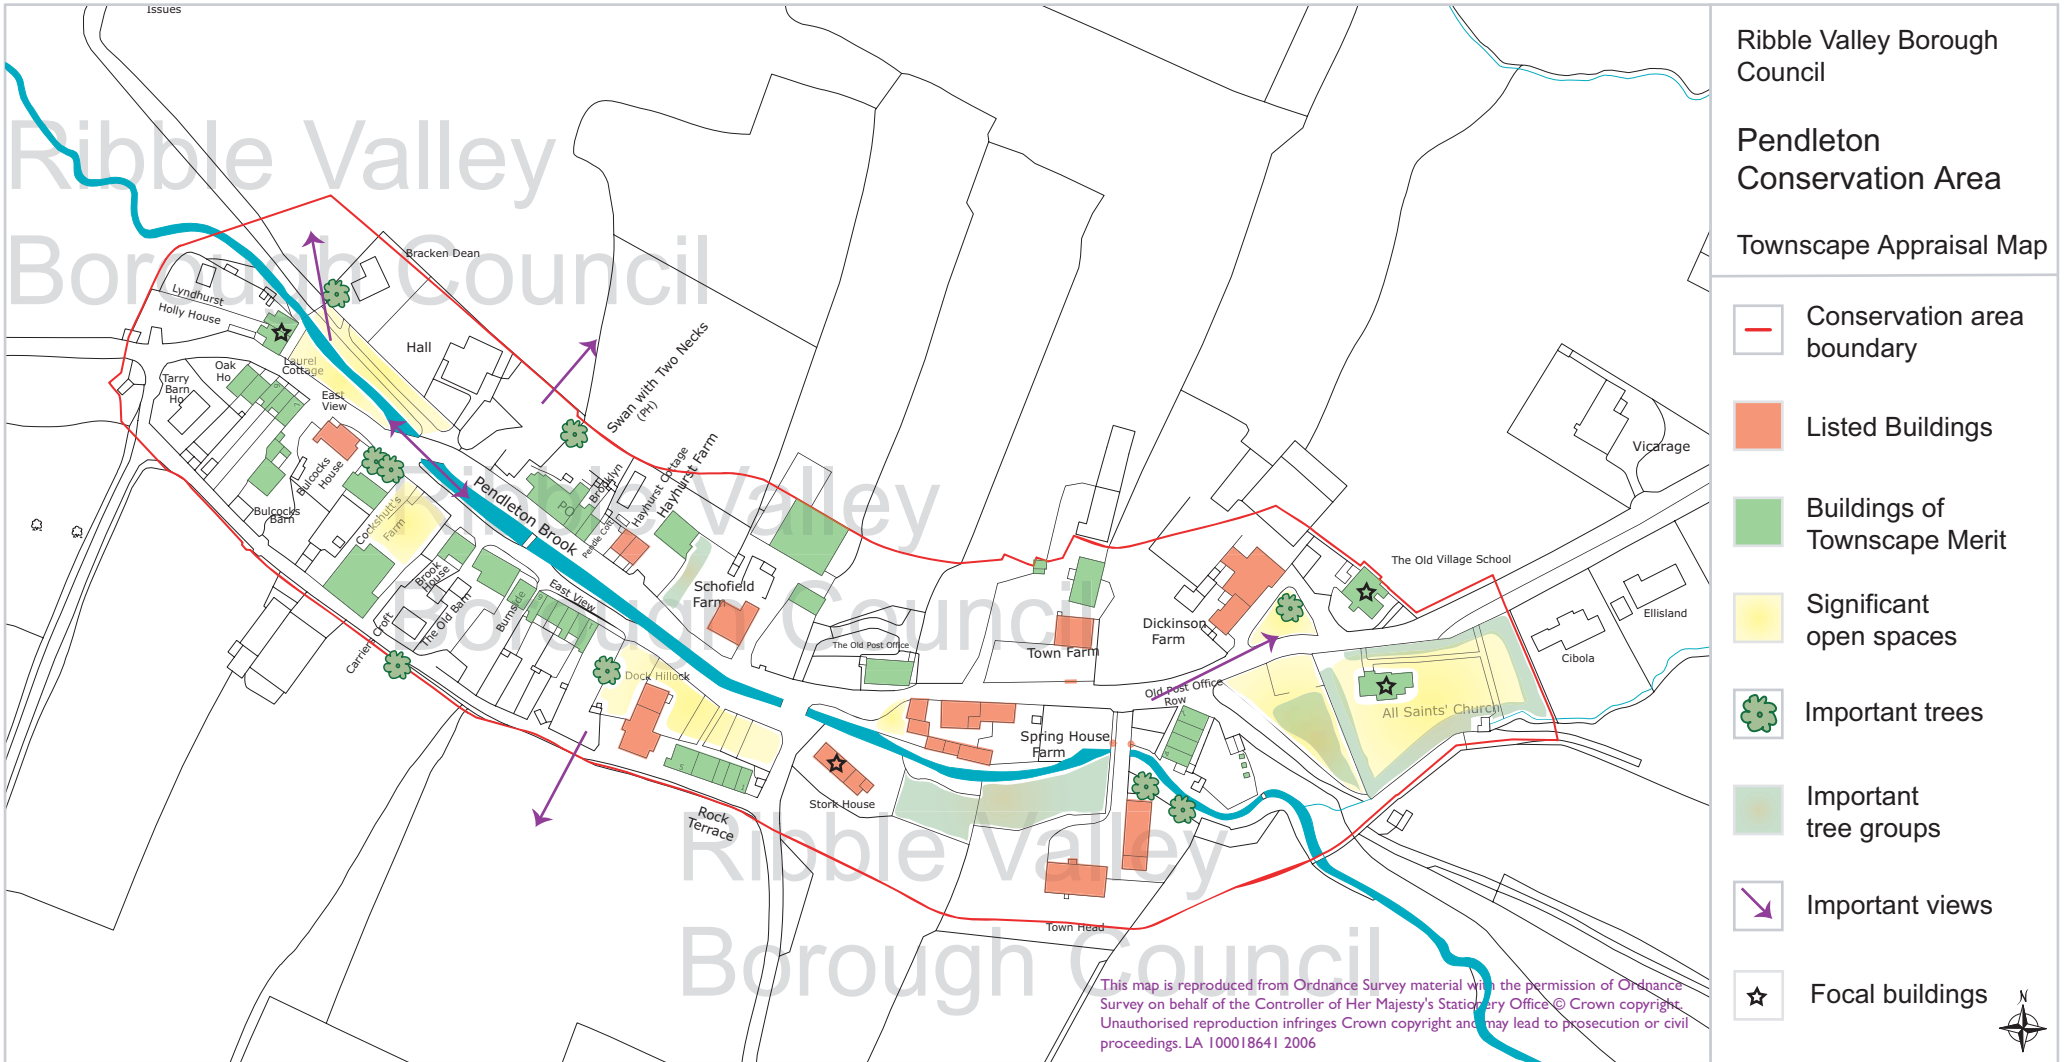 Issues
Ribble Valley
Borough Council
Bracken Dean
Lyndhurst
Holly House
Hall
Laurel
Cottage
Oak
Ho
Tarry
Barn
Ho
East
View
Swan with Two Necks
(PH)
Bulcocks
House
Bulcocks
Barn
Cockshutt's
Farm
Pendleton Brook
PO
Brooklyn
Pendle Cott
Hayhurst Cottage
Hayhurst Farm
Ribble Valley
Borough Council
Brook
House
The Old Barn
Carriers Croft
Burnside
East View
Schofield
Farm
Dock Hillock
The Old Post Office
Town Farm
Dickinson
Farm
The Old Village School
Vicarage
Ellisland
Cibola
Old Post Office
Row
All Saints' Church
Spring House
Farm
Stork House
Rock
Terrace
Town Head
Ribble Valley
Borough Council
This map is reproduced from Ordnance Survey material with the permission of Ordnance
Survey on behalf of the Controller of Her Majesty's Stationery Office © Crown copyright.
Unauthorised reproduction infringes Crown copyright and may lead to prosecution or civil
proceedings. LA 100018641 2006
Ribble Valley Borough
Council
Pendleton
Conservation Area
Townscape Appraisal Map
Conservation area
boundary
Listed Buildings
Buildings of
Townscape Merit
Significant
open spaces
Important trees
Important
tree groups
Important views
Focal buildings
N